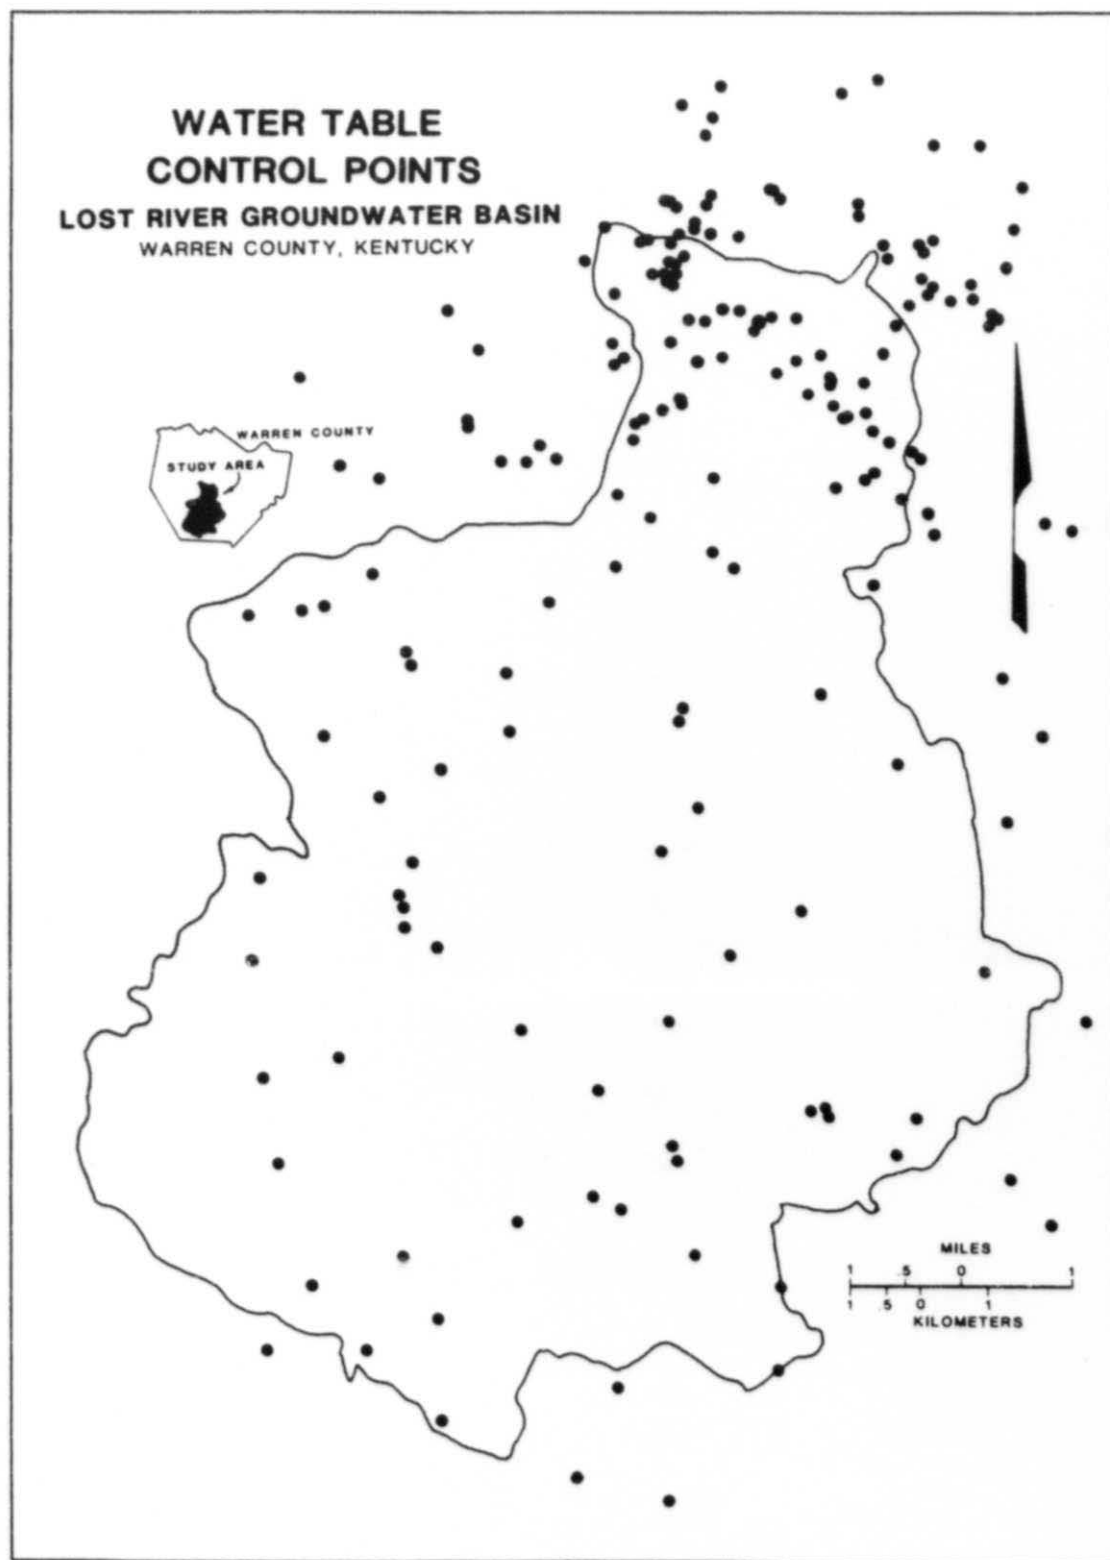 WATER TABLE
CONTROL POINTS
LOST RIVER GROUNDWATER BASIN
WARREN COUNTY, KENTUCKY
WARREN COUNTY
STUDY AREA
MILES
1 .5 0 1
1 .5 0 1
KILOMETERS